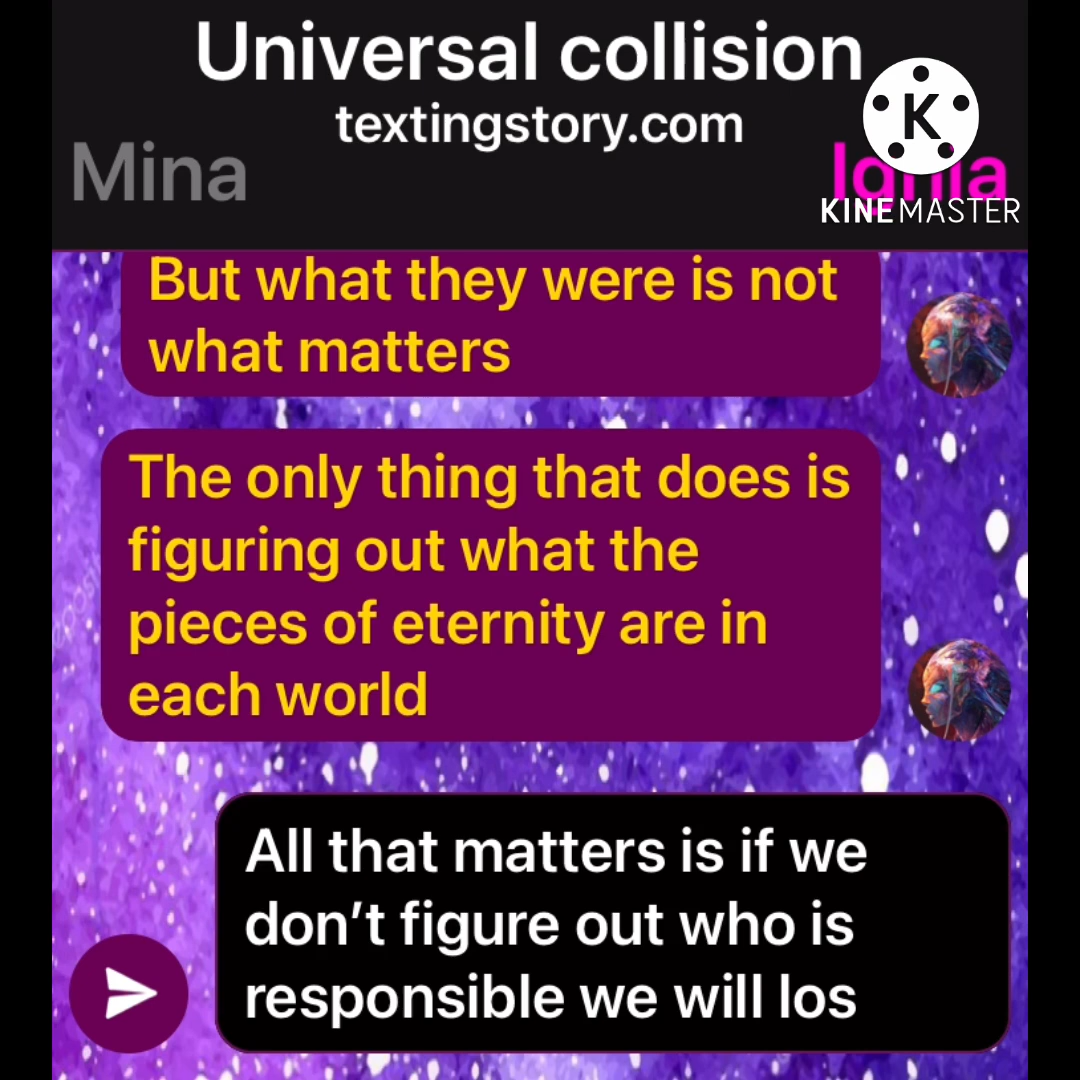 Universal collision
textingstory.com
Mina
K
KINEMASTER
But what they were is not
what matters
The only thing that does is
figuring out what the
pieces of eternity are in
each world
All that matters is if we
don’t figure out who is
responsible we will los